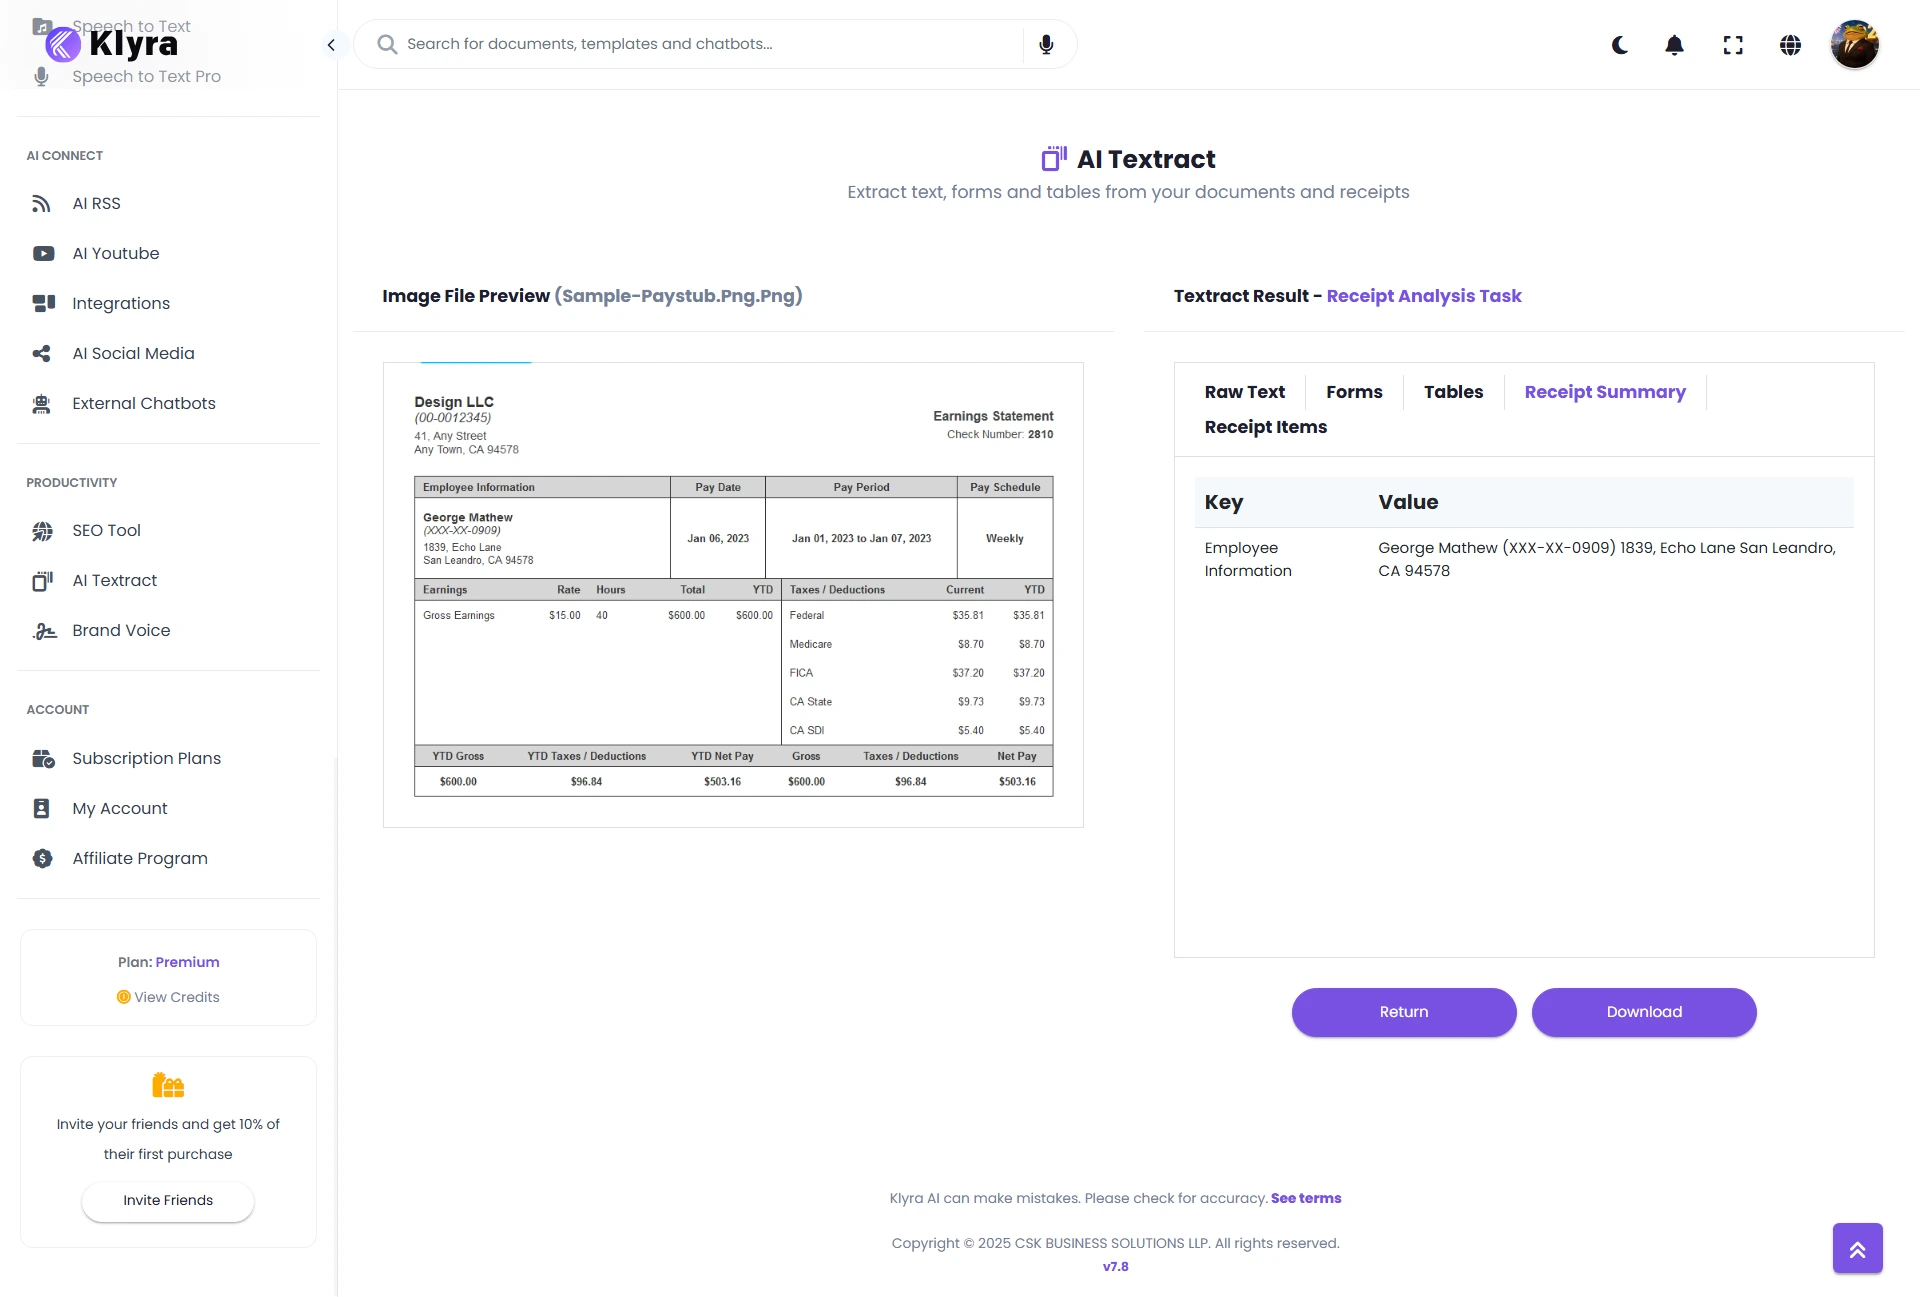 Speech to Text
Klyra
Speech to Text Pro
AI CONNECT
AI RSS
AI Youtube
Integrations
AI Social Media
External Chatbots
PRODUCTIVITY
SEO Tool
AI Textract
Brand Voice
ACCOUNT
Subscription Plans
My Account
Affiliate Program
Plan: Premium
View Credits
Invite your friends and get 10% of
their first purchase
Invite Friends
Search for documents, templates and chatbots...
AI Textract
Extract text, forms and tables from your documents and receipts
Image File Preview (Sample-Paystub.Png.Png)
Design LLC
(00-0012345)
41, Any Street
Any Town, CA 94578
Earnings Statement
Check Number: 2810
Employee Information Pay Date Pay Period Pay Schedule
George Mathew
(XXX-XX-0909)
1839, Echo Lane
San Leandro, CA 94578
Jan 06, 2023 Jan 01, 2023 to Jan 07, 2023 Weekly
Earnings Rate Hours Total YTD Taxes / Deductions Current YTD
Gross Earnings $15.00 40 $600.00 $600.00 Federal $35.81 $35.81
Medicare $8.70 $8.70
FICA $37.20 $37.20
CA State $9.73 $9.73
CA SDI $5.40 $5.40
YTD Gross YTD Taxes / Deductions YTD Net Pay Gross Taxes / Deductions Net Pay
$600.00 $96.84 $503.16 $600.00 $96.84 $503.16
Textract Result - Receipt Analysis Task
Raw Text Forms Tables Receipt Summary
Receipt Items
Key Value
Employee Information George Mathew (XXX-XX-0909) 1839, Echo Lane San Leandro,
CA 94578
Return Download
Klyra AI can make mistakes. Please check for accuracy. See terms
Copyright © 2025 CSK BUSINESS SOLUTIONS LLP. All rights reserved.
v7.8